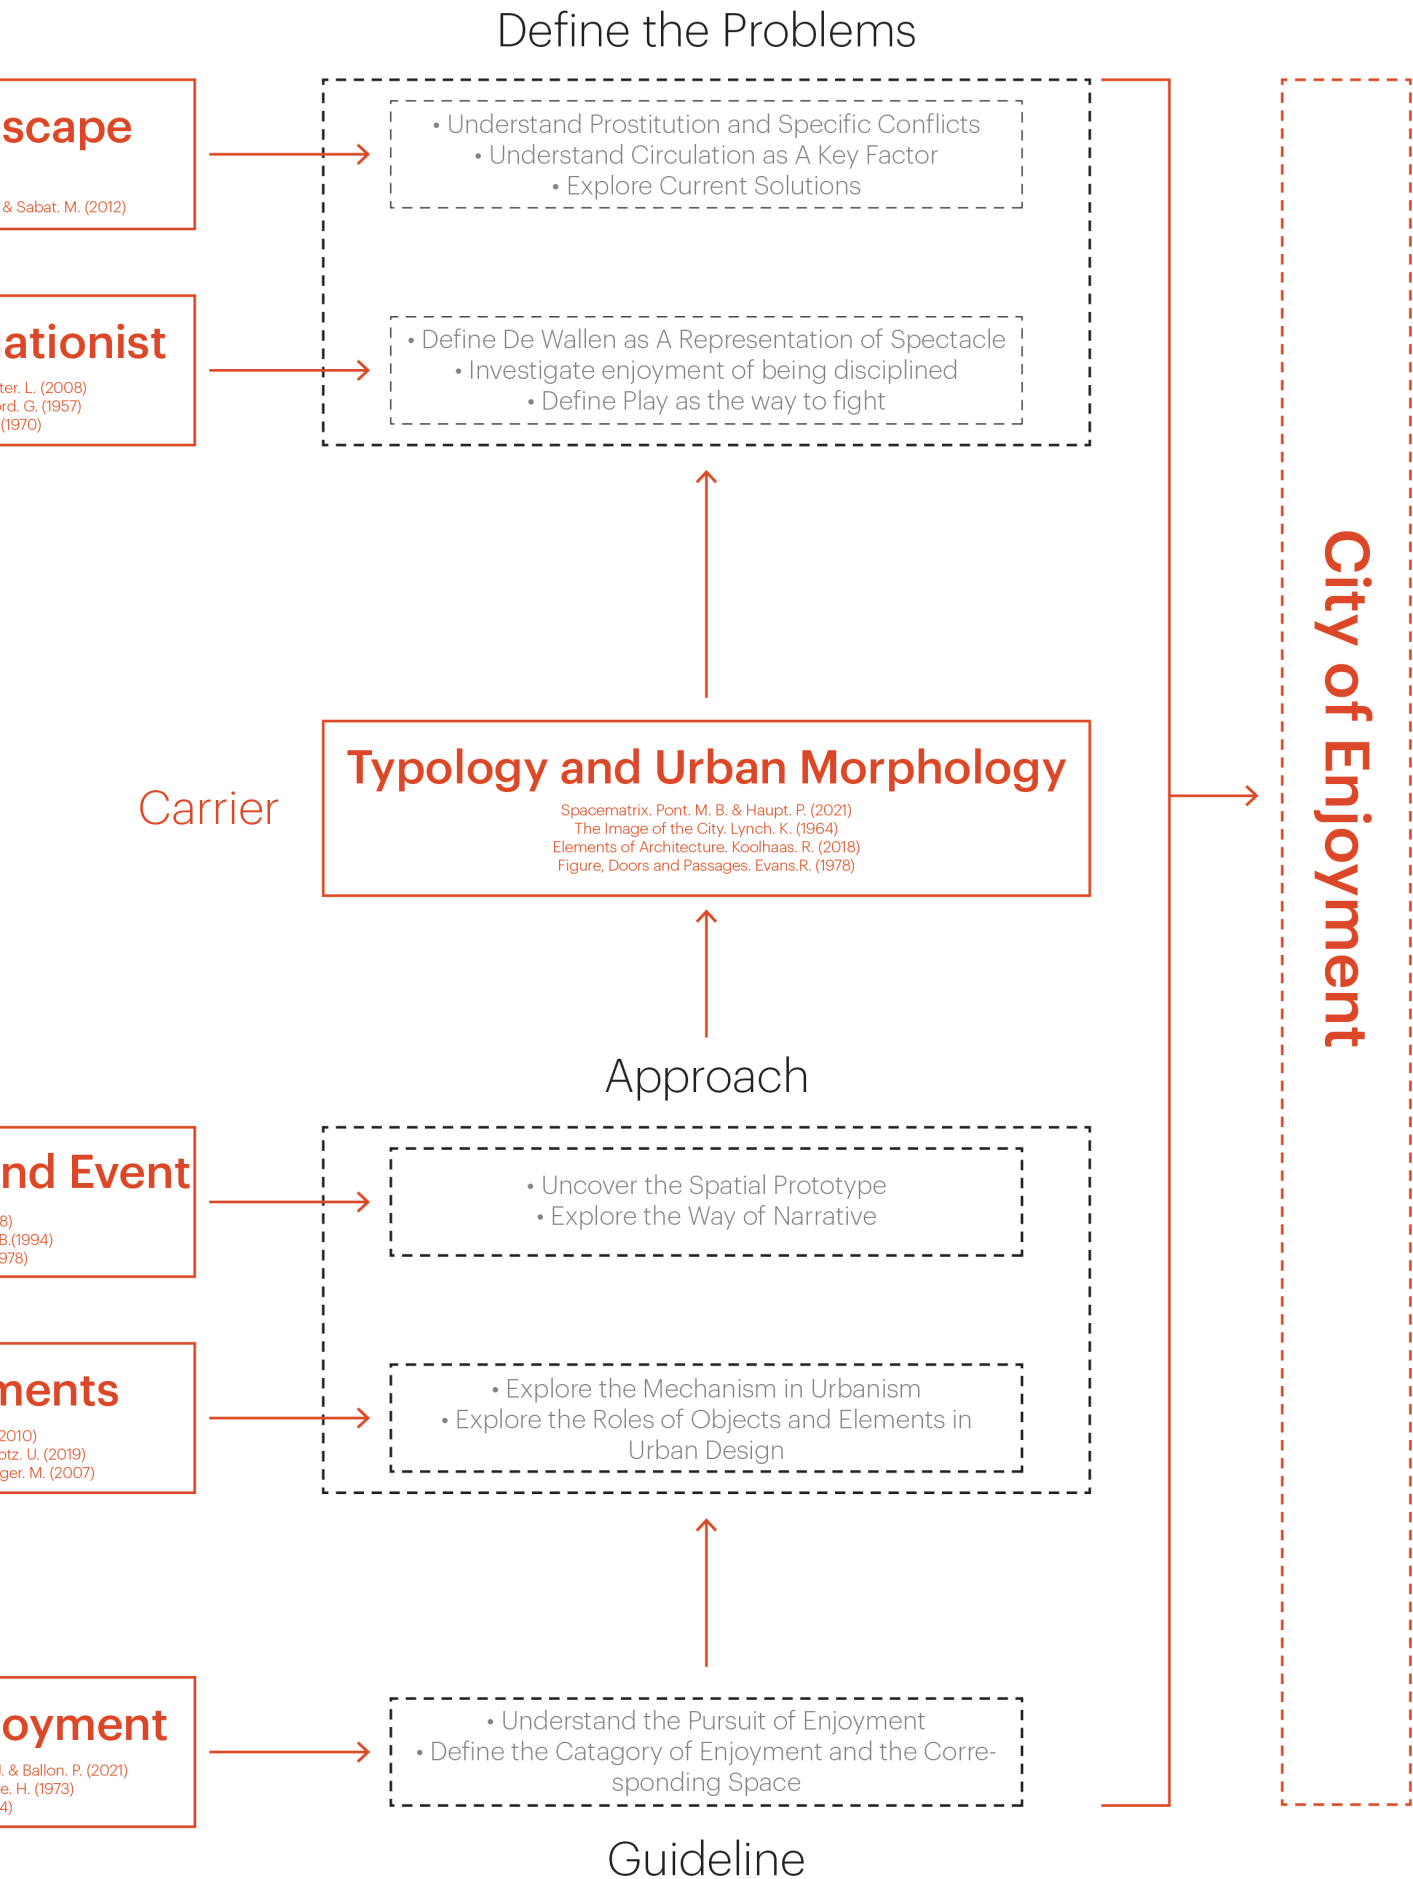 Define the Problems
scape
& Sabat. M. (2012)
• Understand Prostitution and Specific Conflicts
• Understand Circulation as A Key Factor
• Explore Current Solutions
ationist
ter. L. (2008)
rd. G. (1957)
(1970)
• Define De Wallen as A Representation of Spectacle
• Investigate enjoyment of being disciplined
• Define Play as the way to fight
City of Enjoyment
Carrier
Typology and Urban Morphology
Spacematrix. Pont. M. B. & Haupt. P. (2021)
The Image of the City. Lynch. K. (1964)
Elements of Architecture. Koolhaas. R. (2018)
Figure, Doors and Passages. Evans.R. (1978)
Approach
nd Event
8)
B.(1994)
978)
• Uncover the Spatial Prototype
• Explore the Way of Narrative
ments
2010)
otz. U. (2019)
ger. M. (2007)
• Explore the Mechanism in Urbanism
• Explore the Roles of Objects and Elements in
Urban Design
oyment
J. & Ballon. P. (2021)
e. H. (1973)
4)
• Understand the Pursuit of Enjoyment
• Define the Catagory of Enjoyment and the Corre-
sponding Space
Guideline